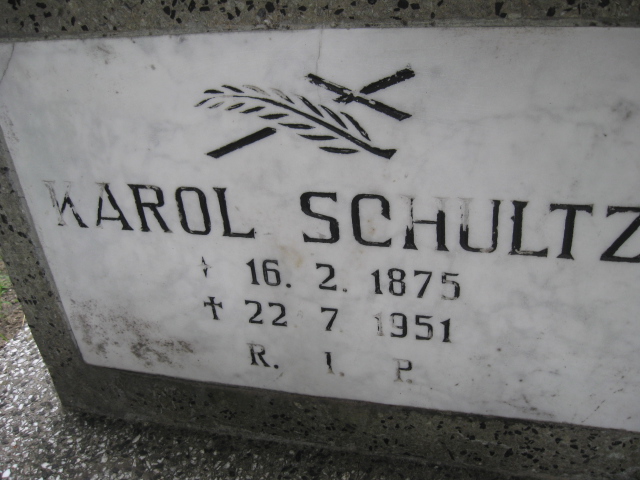 KAROL SCHULTZ
16. 2. 1875
✝ 22 7 1951
R. I. P.